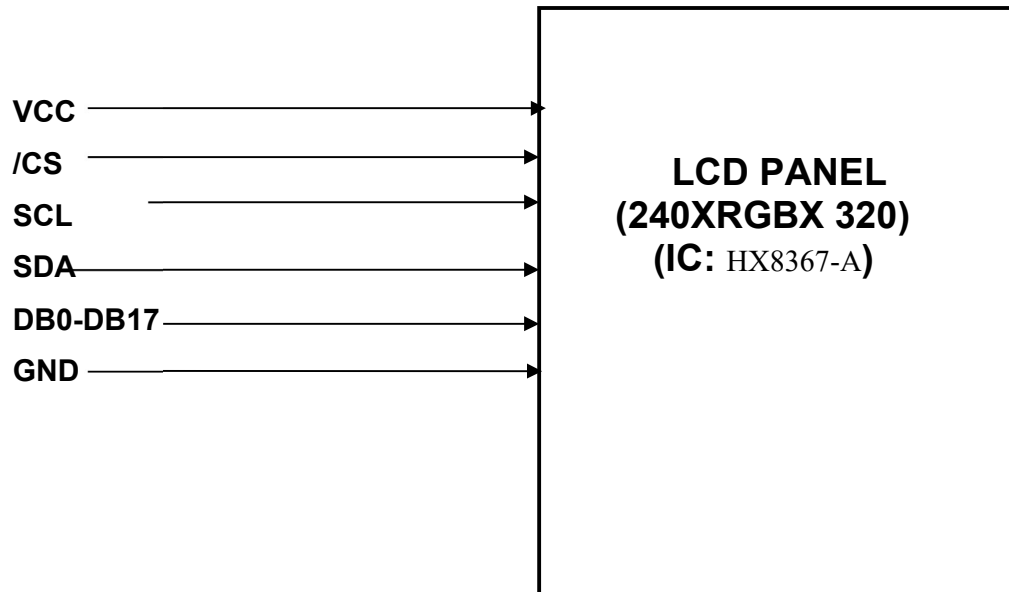 VCC
/CS
SCL
SDA
DB0-DB17
GND
LCD PANEL
(240XRGBX 320)
(IC: HX8367-A)